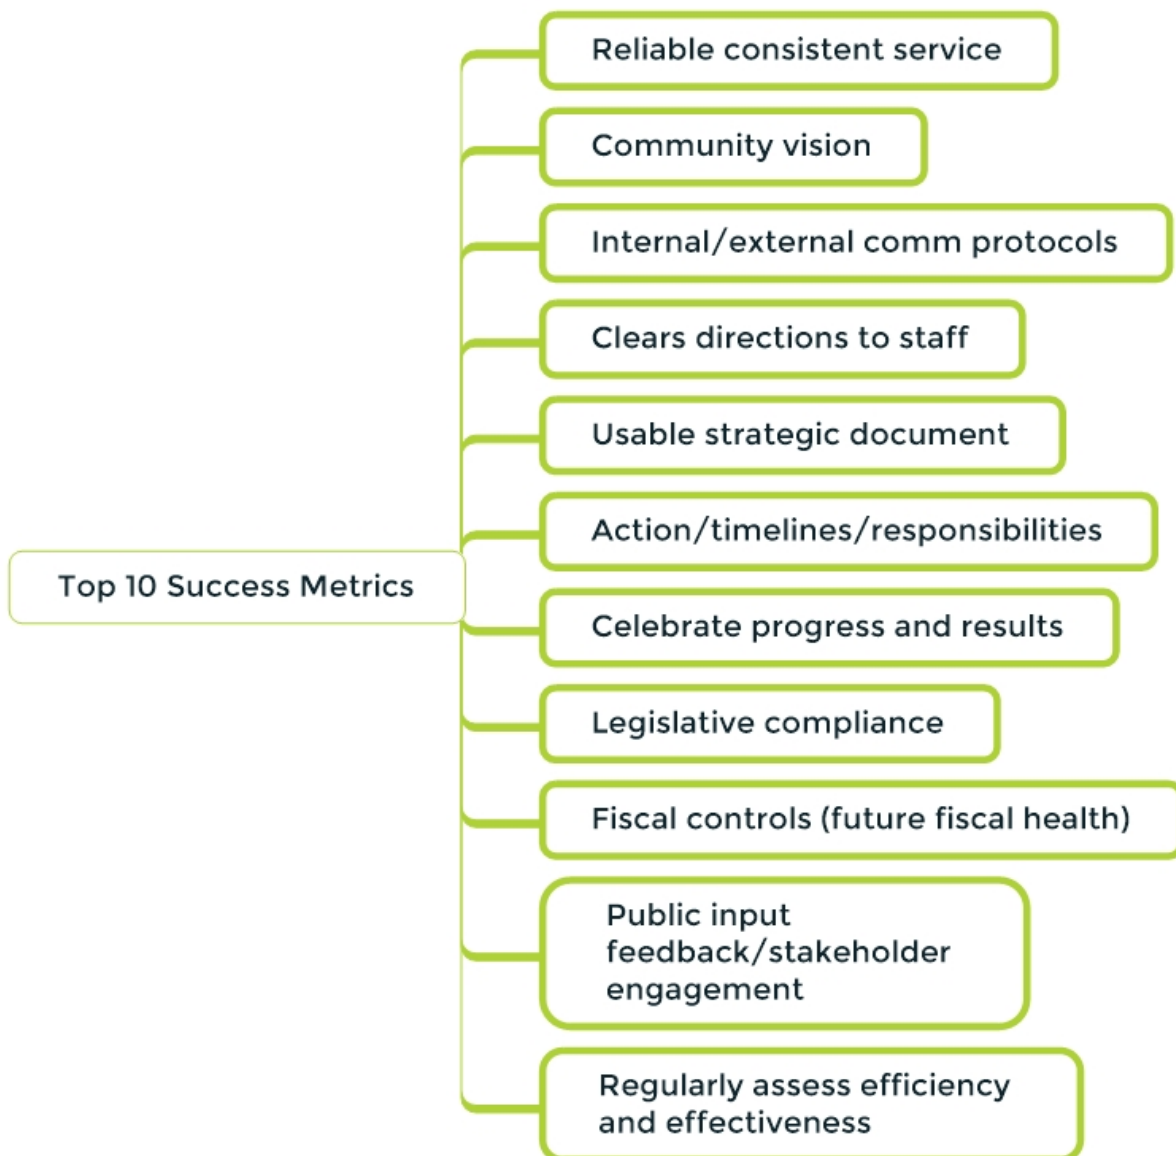 Reliable consistent service
Community vision
Internal/external comm protocols
Clears directions to staff
Usable strategic document
Action/timelines/responsibilities
Top 10 Success Metrics
Celebrate progress and results
Legislative compliance
Fiscal controls (future fiscal health)
Public input
feedback/stakeholder
engagement
Regularly assess efficiency
and effectiveness